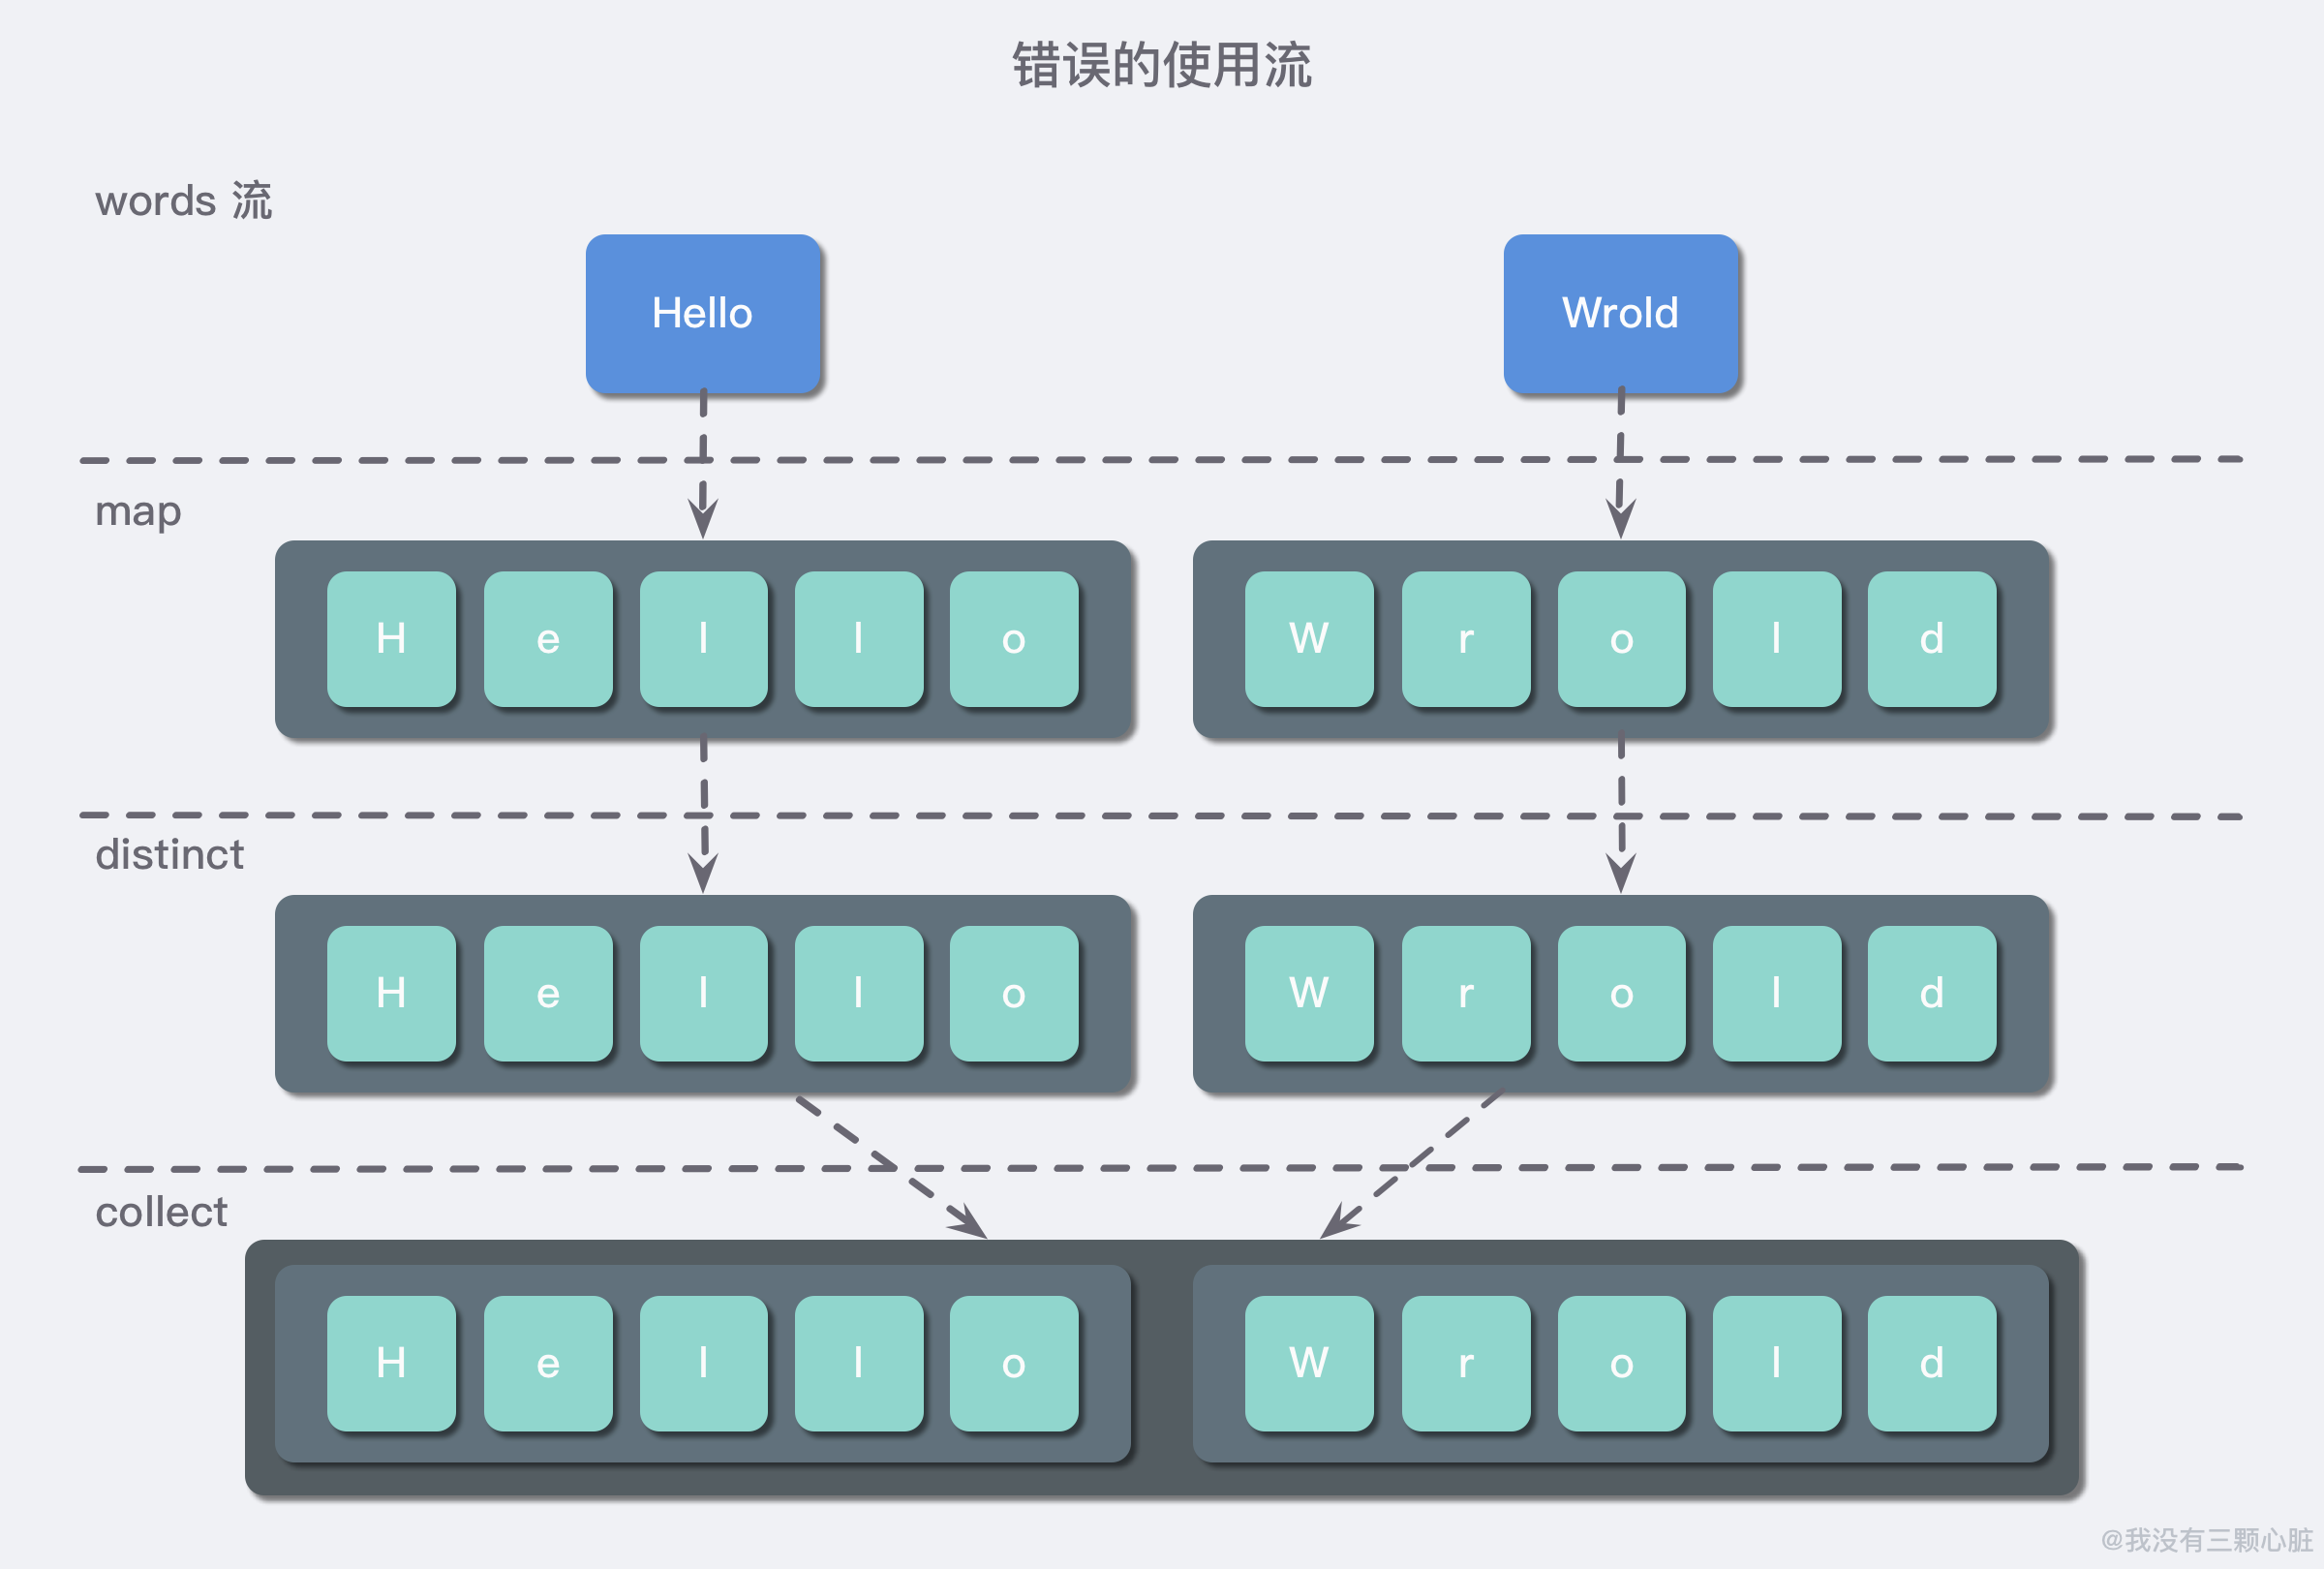 错误的使用流
words 流
Hello Wrold
map
H e l l o W r o l d
distinct
H e l l o W r o l d
collect
H e l l o W r o l d
@我没有三颗心脏